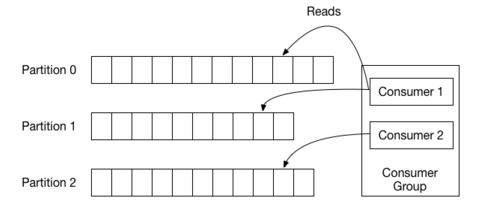 Reads
Partition 0
Partition 1
Partition 2
Consumer 1
Consumer 2
Consumer
Group